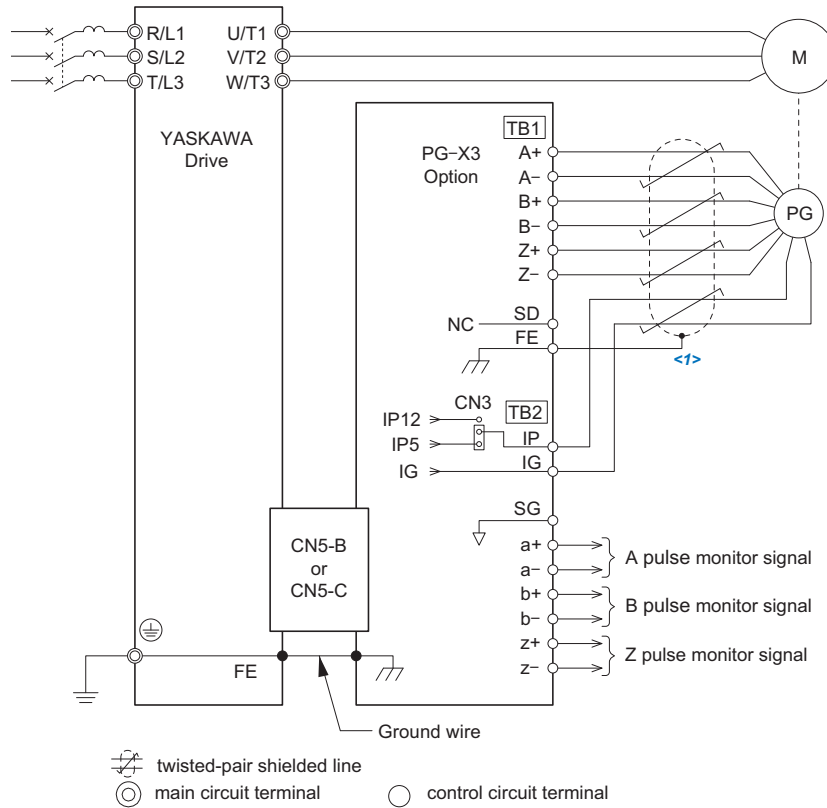 R/L1 U/T1
S/L2 V/T2
T/L3 W/T3
M
YASKAWA
Drive
PG-X3
Option
TB1
A+
A-
B+
B-
Z+
Z-
PG
NC SD
FE
<1>
CN3 TB2
IP12
IP5 IP
IG IG
SG
CN5-B
or
CN5-C
a+
a- A pulse monitor signal
b+
b- B pulse monitor signal
z+
z- Z pulse monitor signal
FE
Ground wire
twisted-pair shielded line
main circuit terminal control circuit terminal